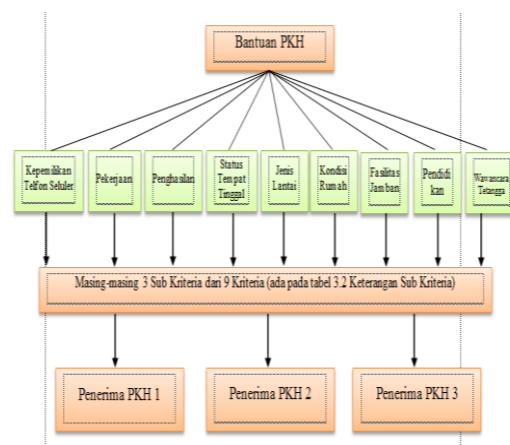 Bantuan PKH
Kepemilikan
Telfon Seluler
Pekerjaan
Penghasilan
Status
Tempat
Tinggal
Jenis
Lantai
Kondisi
Rumah
Fasilitas
Jamban
Pendidi
kan
Wawancara
Tetangga
Masing-masing 3 Sub Kriteria dari 9 Kriteria (ada pada tabel 3.2 Keterangan Sub Kriteria)
Penerima PKH 1
Penerima PKH 2
Penerima PKH 3